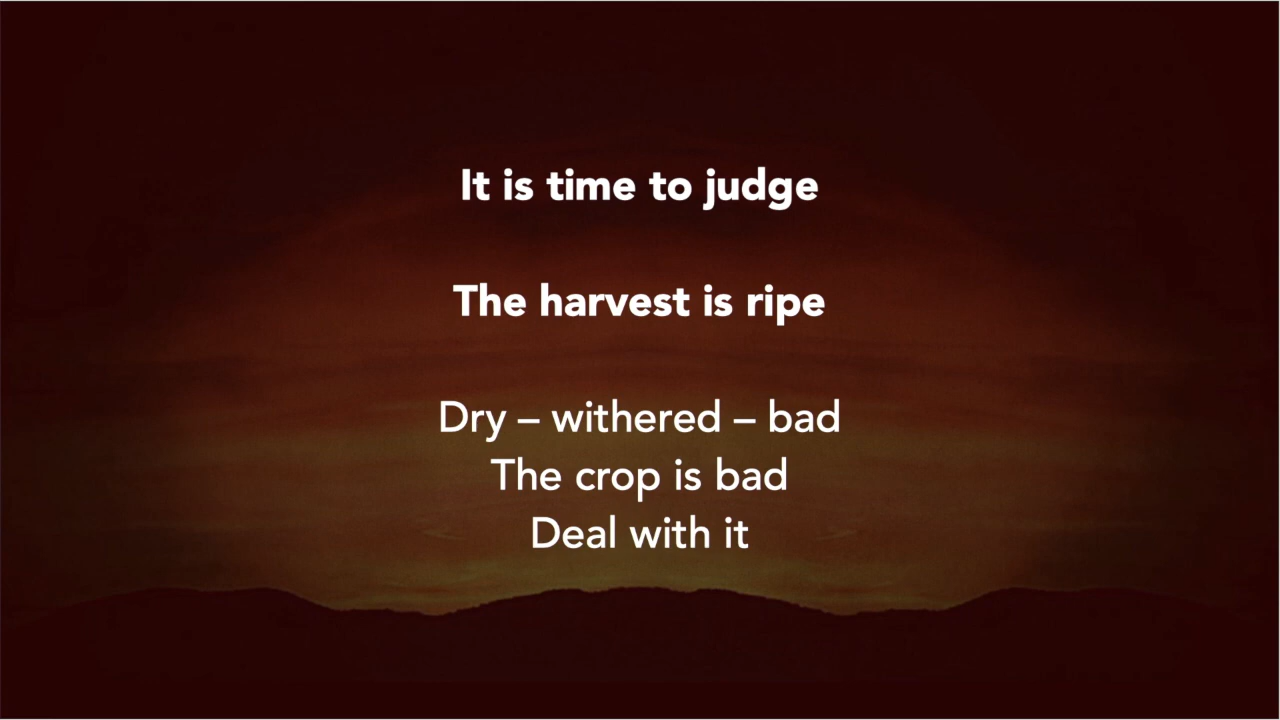 It is time to judge
The harvest is ripe
Dry – withered – bad
The crop is bad
Deal with it